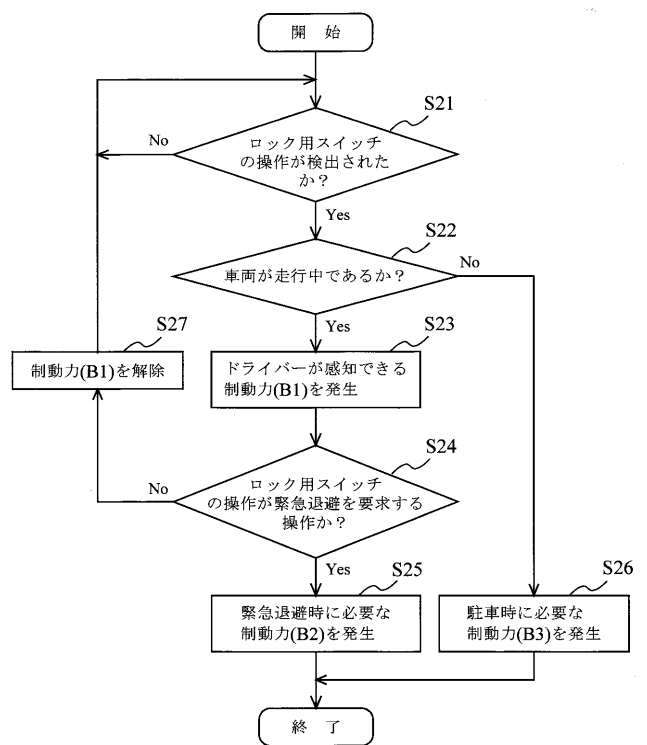 開 始
S21
No
ロック用スイッチ
の操作が検出された
か？
Yes
S22
車両が走行中であるか？
No
Yes
S27
制動力(B1)を解除
S23
ドライバーが感知できる
制動力(B1)を発生
S24
No
ロック用スイッチ
の操作が緊急退避を要求する
操作か？
Yes
S25
緊急退避時に必要な
制動力(B2)を発生
S26
駐車時に必要な
制動力(B3)を発生
終 了